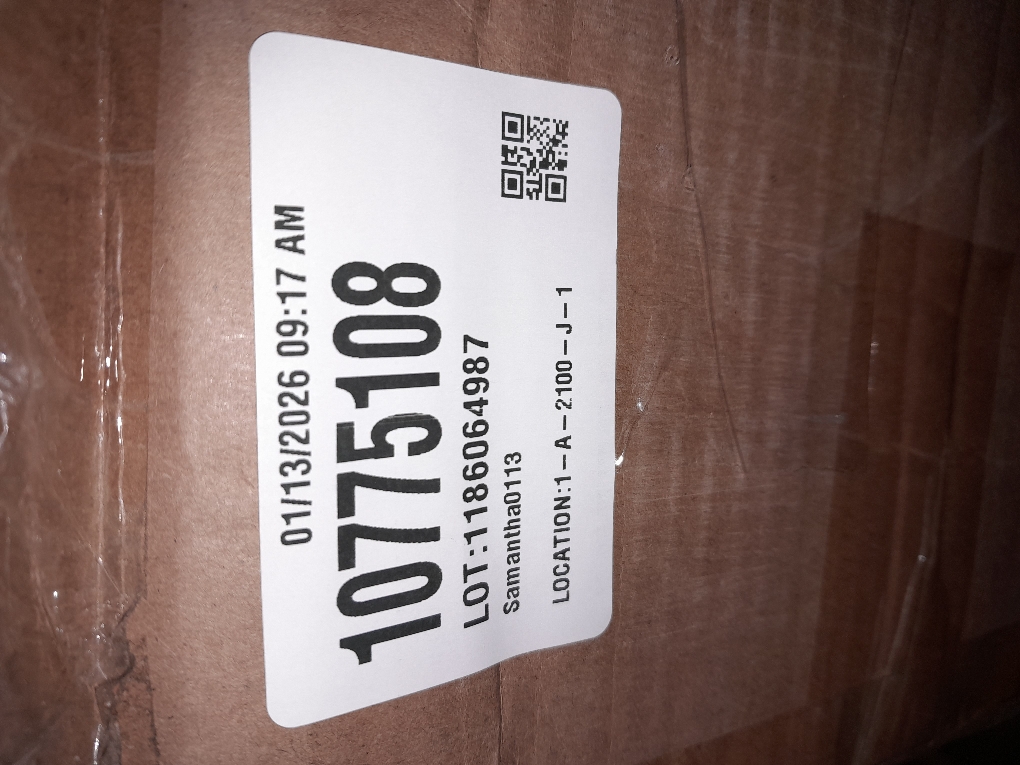 01/13/2026 09:17 AM
10775108
LOT:1186064987
Samantha0113
LOCATION:1-A-2100-J-1